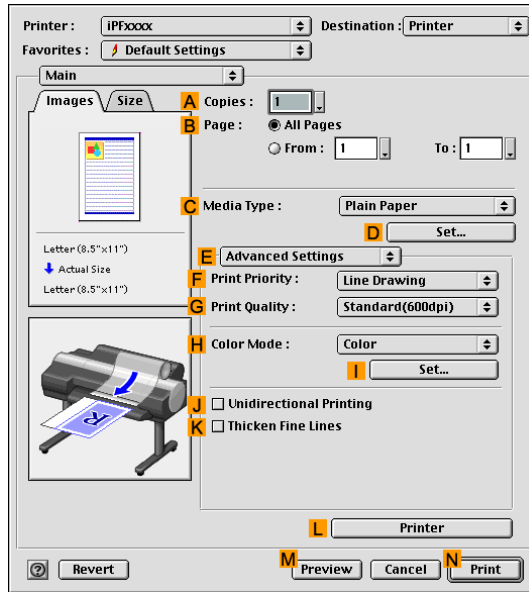 Printer : iPFxxxx Destination : Printer
Favorites : Default Settings
Main
Images Size
A Copies : 1
B Page : All Pages
From : 1 To : 1
C Media Type : Plain Paper
D Set...
Letter (8.5"x11")
Actual Size
Letter (8.5"x11")
E Advanced Settings
F Print Priority : Line Drawing
G Print Quality : Standard(600dpi)
H Color Mode : Color
I Set...
J Unidirectional Printing
K Thicken Fine Lines
R
L Printer
? Revert M Preview Cancel N Print